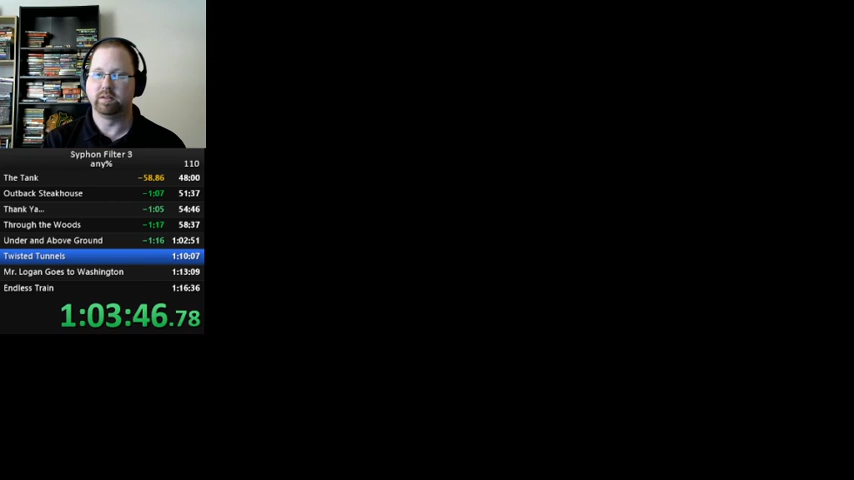 Syphon Filter 3
any% 110
The Tank -58.86 48:00
Outback Steakhouse -1:07 51:37
Thank Ya... -1:05 54:46
Through the Woods -1:17 58:37
Under and Above Ground -1:16 1:02:51
Twisted Tunnels 1:10:07
Mr. Logan Goes to Washington 1:13:09
Endless Train 1:16:36
1:03:46.78